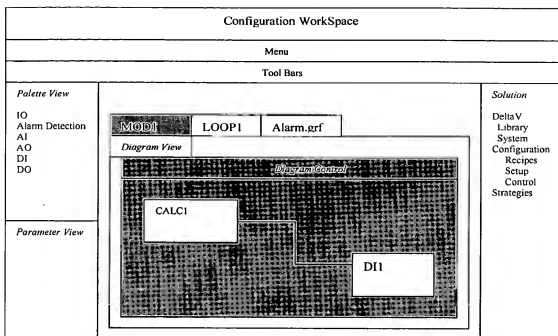 Configuration WorkSpace
Menu
Tool Bars
Palette View
IO
Alarm Detection
AI
AO
DI
DO
Parameter View
MOD1
LOOP1
Alarm.grf
Diagram View
Diagram Control
CALC1
DI1
Solution
DeltaV
Library
System
Configuration
Recipes
Setup
Control
Strategies